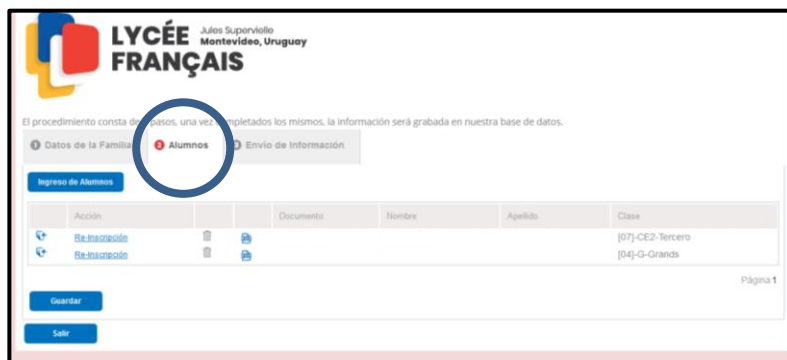 LYCÉE
FRANÇAIS
Jules Supervielle
Montevideo, Uruguay
El procedimiento consta de pasos, una vez completados los mismos, la información será grabada en nuestra base de datos.
1 Datos de la Familia 2 Alumnos Envío de Información
Ingreso de Alumnos
Acción Documento Nombre Apellido Clase
Re-Inscripción [07]-CE2-Tercero
Re-Inscripción [04]-G-Grands
Página 1
Guardar
Salir